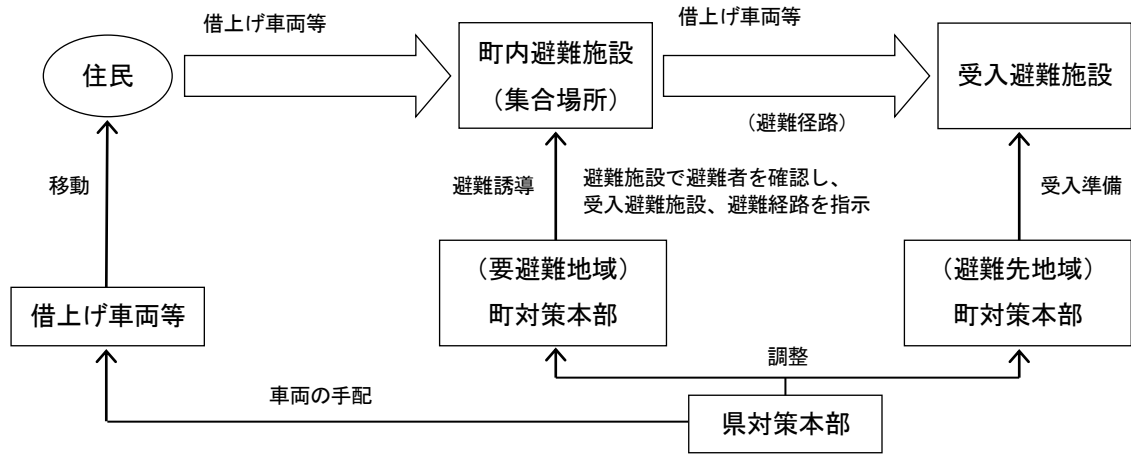 借上げ車両等
借上げ車両等
住民
町内避難施設
（集合場所）
受入避難施設
（避難径路）
移動
避難誘導
避難施設で避難者を確認し、
受入避難施設、避難経路を指示
受入準備
（要避難地域）
町対策本部
（避難先地域）
町対策本部
借上げ車両等
調整
車両の手配
県対策本部